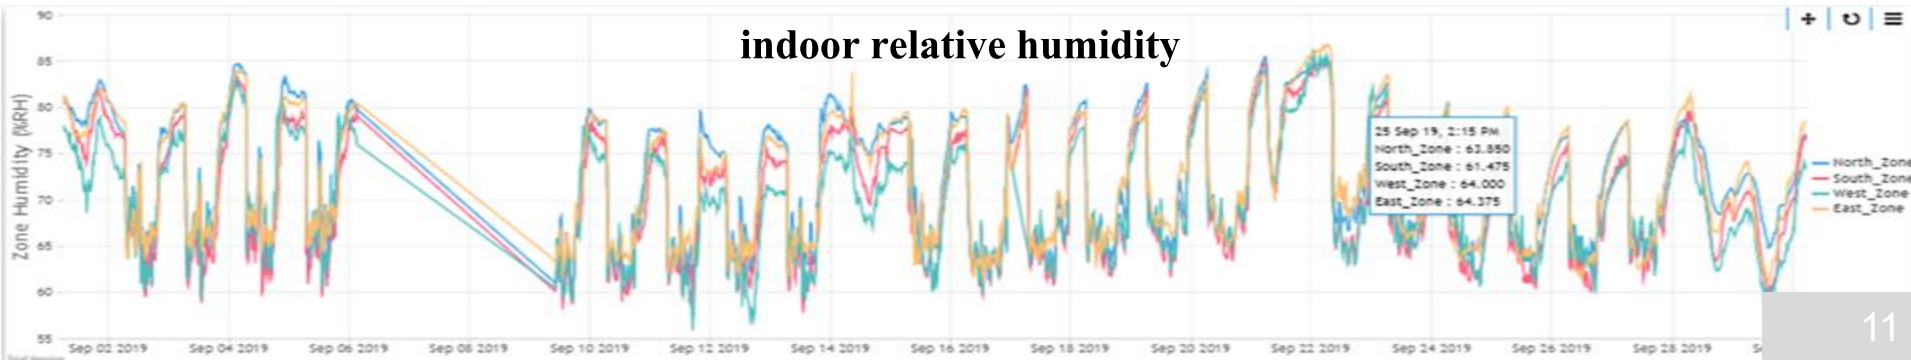 indoor relative humidity
Zone Humidity (%RH)
90
85
80
75
70
65
60
55
25 Sep 19, 2:15 PM
North_Zone : 63.850
South_Zone : 61.475
West_Zone : 64.000
East_Zone : 64.375
North_Zone
South_Zone
West_Zone
East_Zone
Sep 02 2019 Sep 04 2019 Sep 06 2019 Sep 08 2019 Sep 10 2019 Sep 12 2019 Sep 14 2019 Sep 16 2019 Sep 18 2019 Sep 20 2019 Sep 22 2019 Sep 24 2019 Sep 26 2019 Sep 28 2019
11